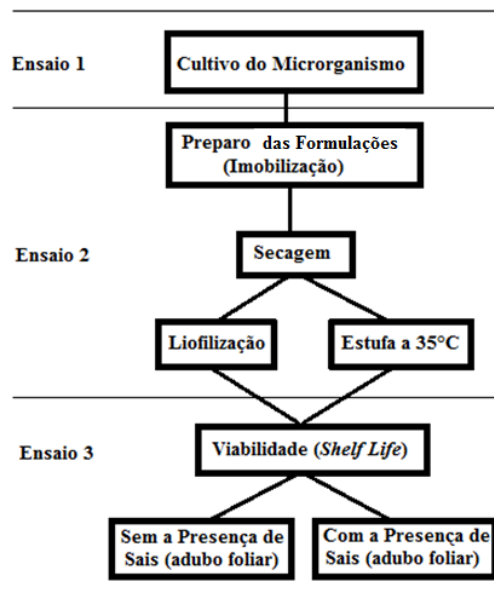 Ensaio 1
Cultivo do Microrganismo
Preparo das Formulações
(Imobilização)
Ensaio 2
Secagem
Liofilização
Estufa a 35°C
Ensaio 3
Viabilidade (Shelf Life)
Sem a Presença de
Sais (adubo foliar)
Com a Presença de
Sais (adubo foliar)